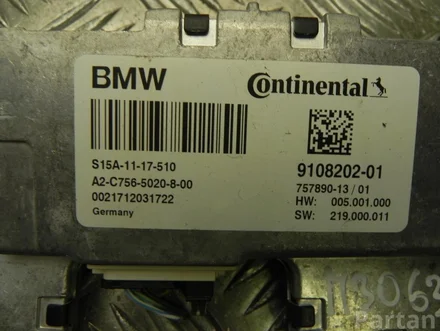 BMW
Continental
S15A-11-17-510
A2-C756-5020-8-00
0021712031722
Germany
9108202-01
757890-13 / 01
HW: 005.001.000
SW: 219.000.011
Partan